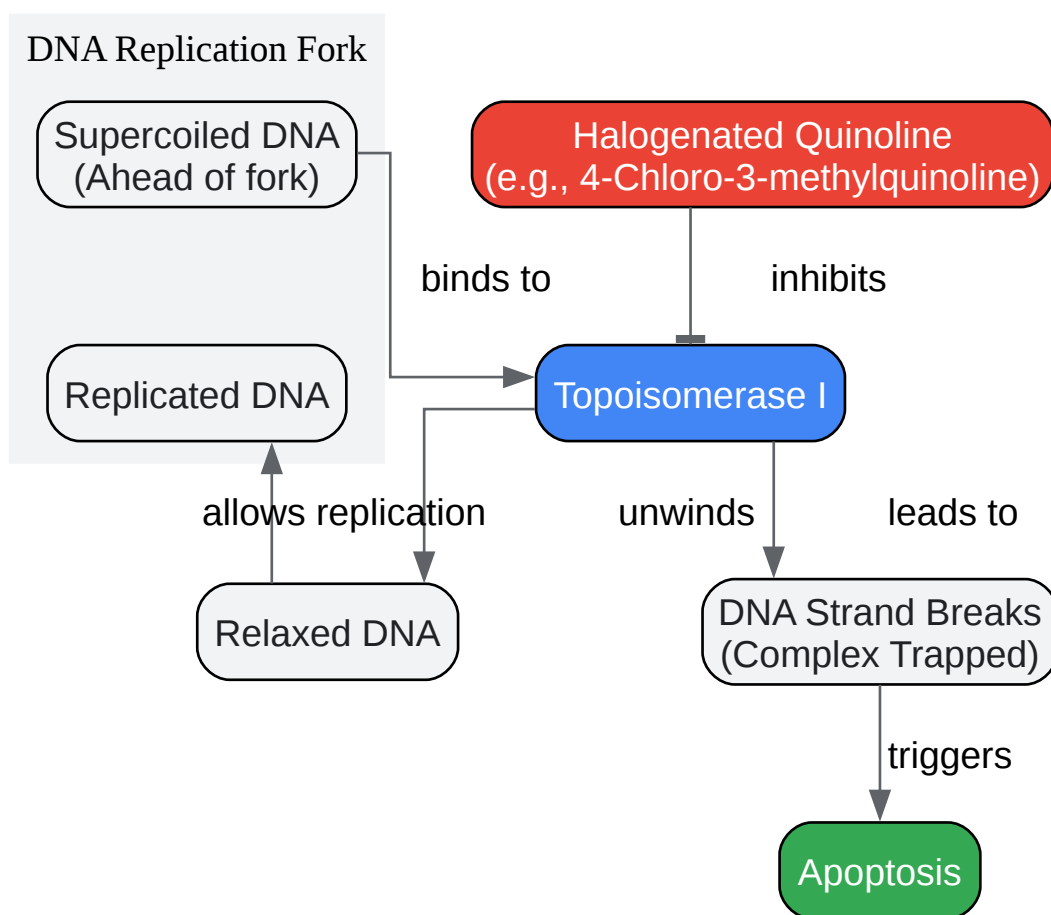 DNA Replication Fork
Supercoiled DNA
(Ahead of fork)
Halogenated Quinoline
(e.g., 4-Chloro-3-methylquinoline)
binds to
inhibits
Replicated DNA
Topoisomerase I
allows replication
unwinds
leads to
Relaxed DNA
DNA Strand Breaks
(Complex Trapped)
triggers
Apoptosis